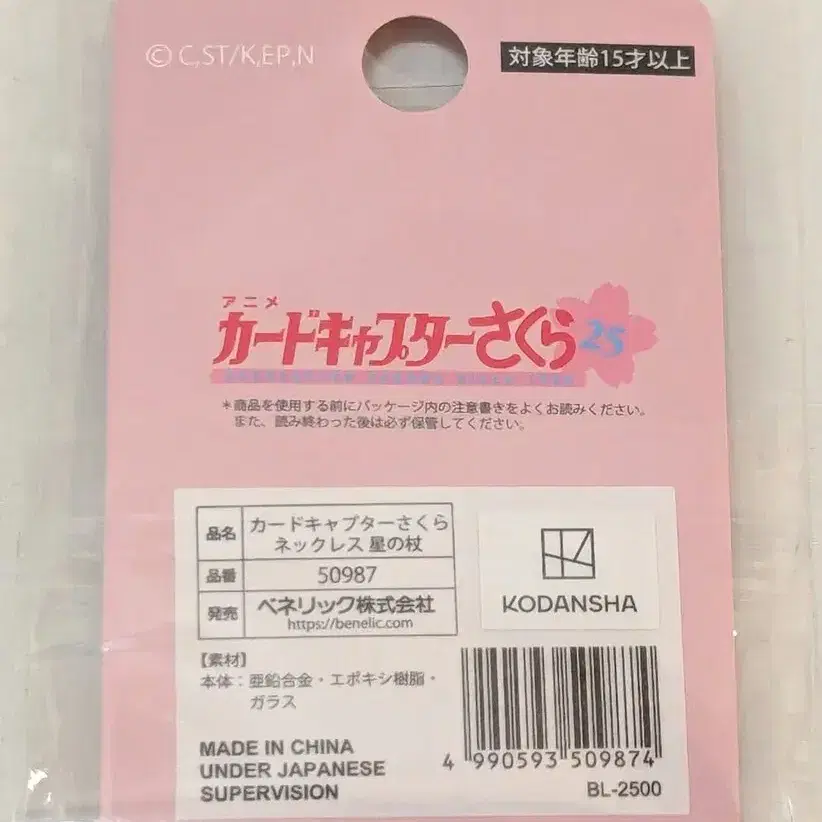 © C,ST/K,EP,N
対象年齢15才以上
アニメ
カードキャプターさくら 25
*商品を使用する前にパッケージ内の注意書きをよくお読みください。
また、読み終わった後は必ず保管してください。
品名 カードキャプターさくら
ネックレス 星の杖
品番 50987
発売 ベネリック株式会社
https://benelic.com
KODANSHA
【素材】
本体：亜鉛合金・エポキシ樹脂・
ガラス
MADE IN CHINA
UNDER JAPANESE
SUPERVISION
4 990593 509874
BL-2500